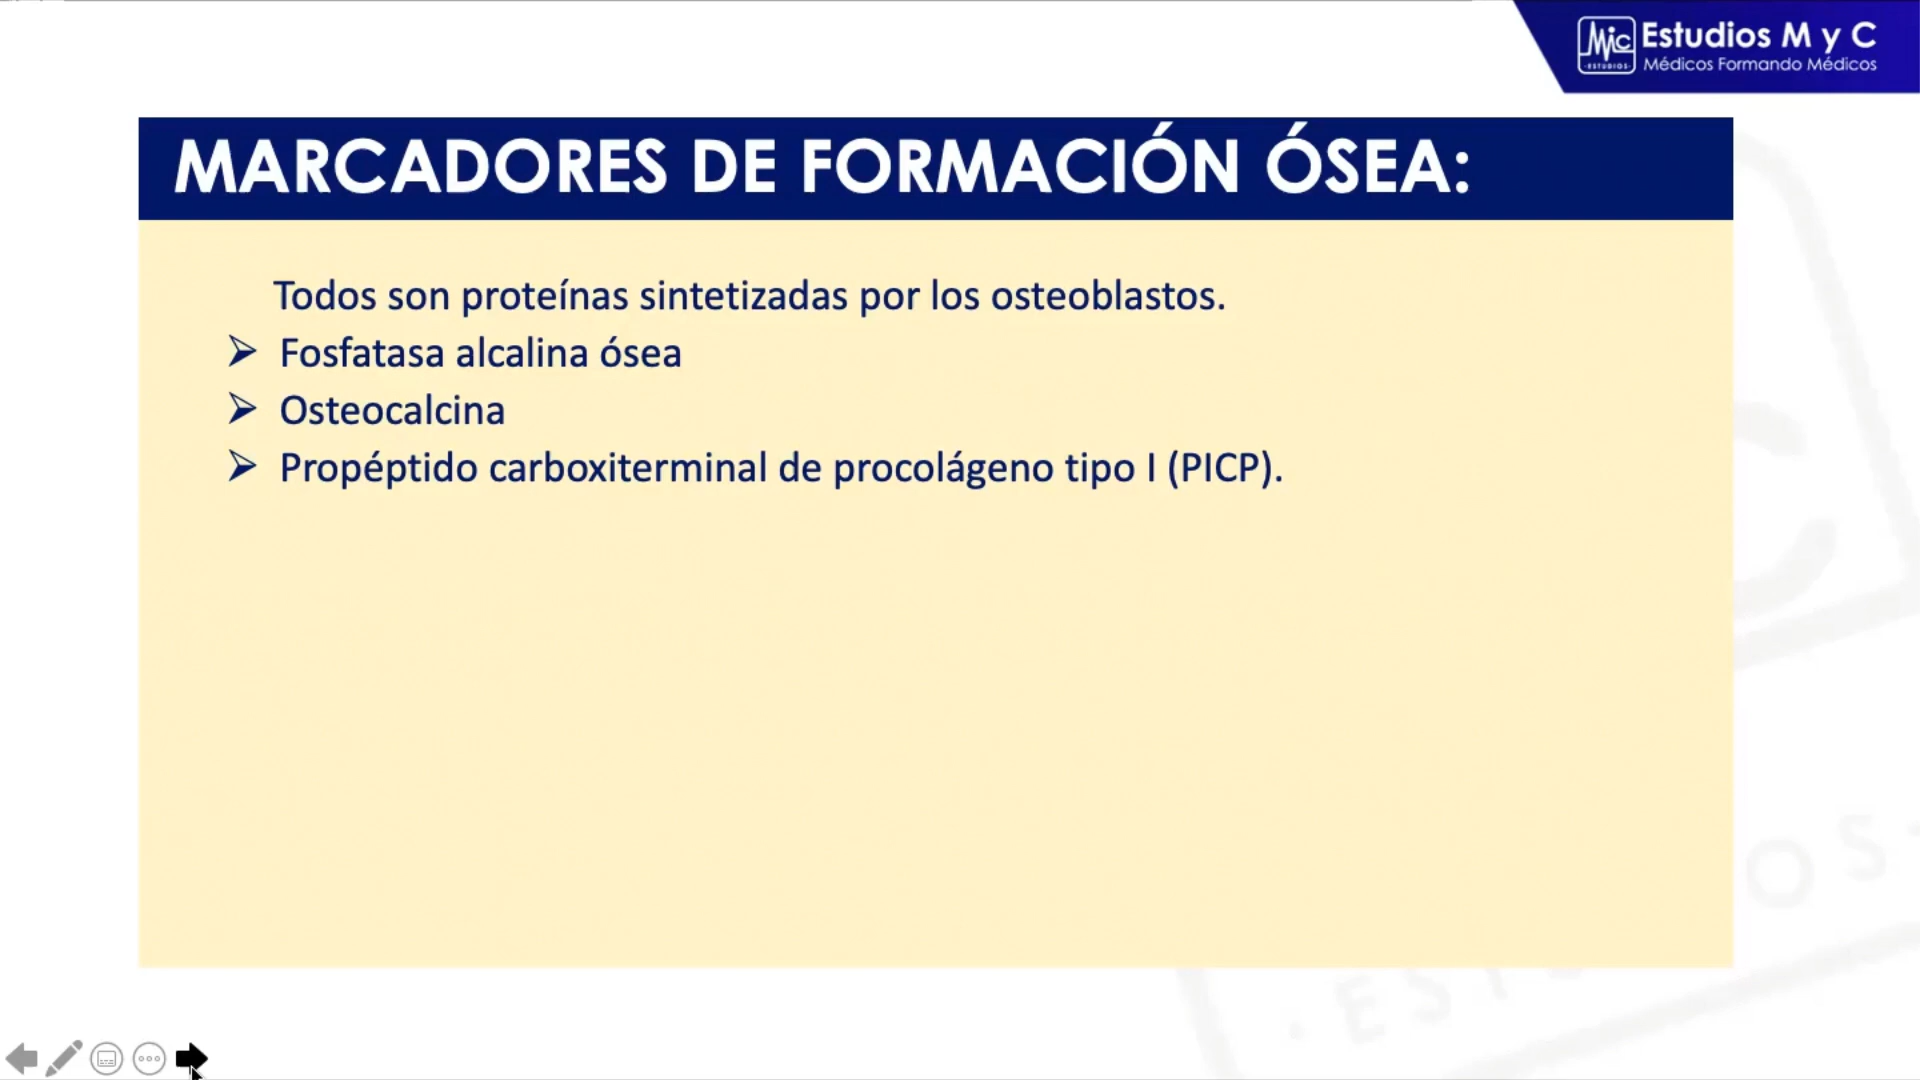 Estudios M y C
Médicos Formando Médicos
MARCADORES DE FORMACIÓN ÓSEA:
Todos son proteínas sintetizadas por los osteoblastos.
Fosfatasa alcalina ósea
Osteocalcina
Propéptido carboxiterminal de procolágeno tipo I (PICP).